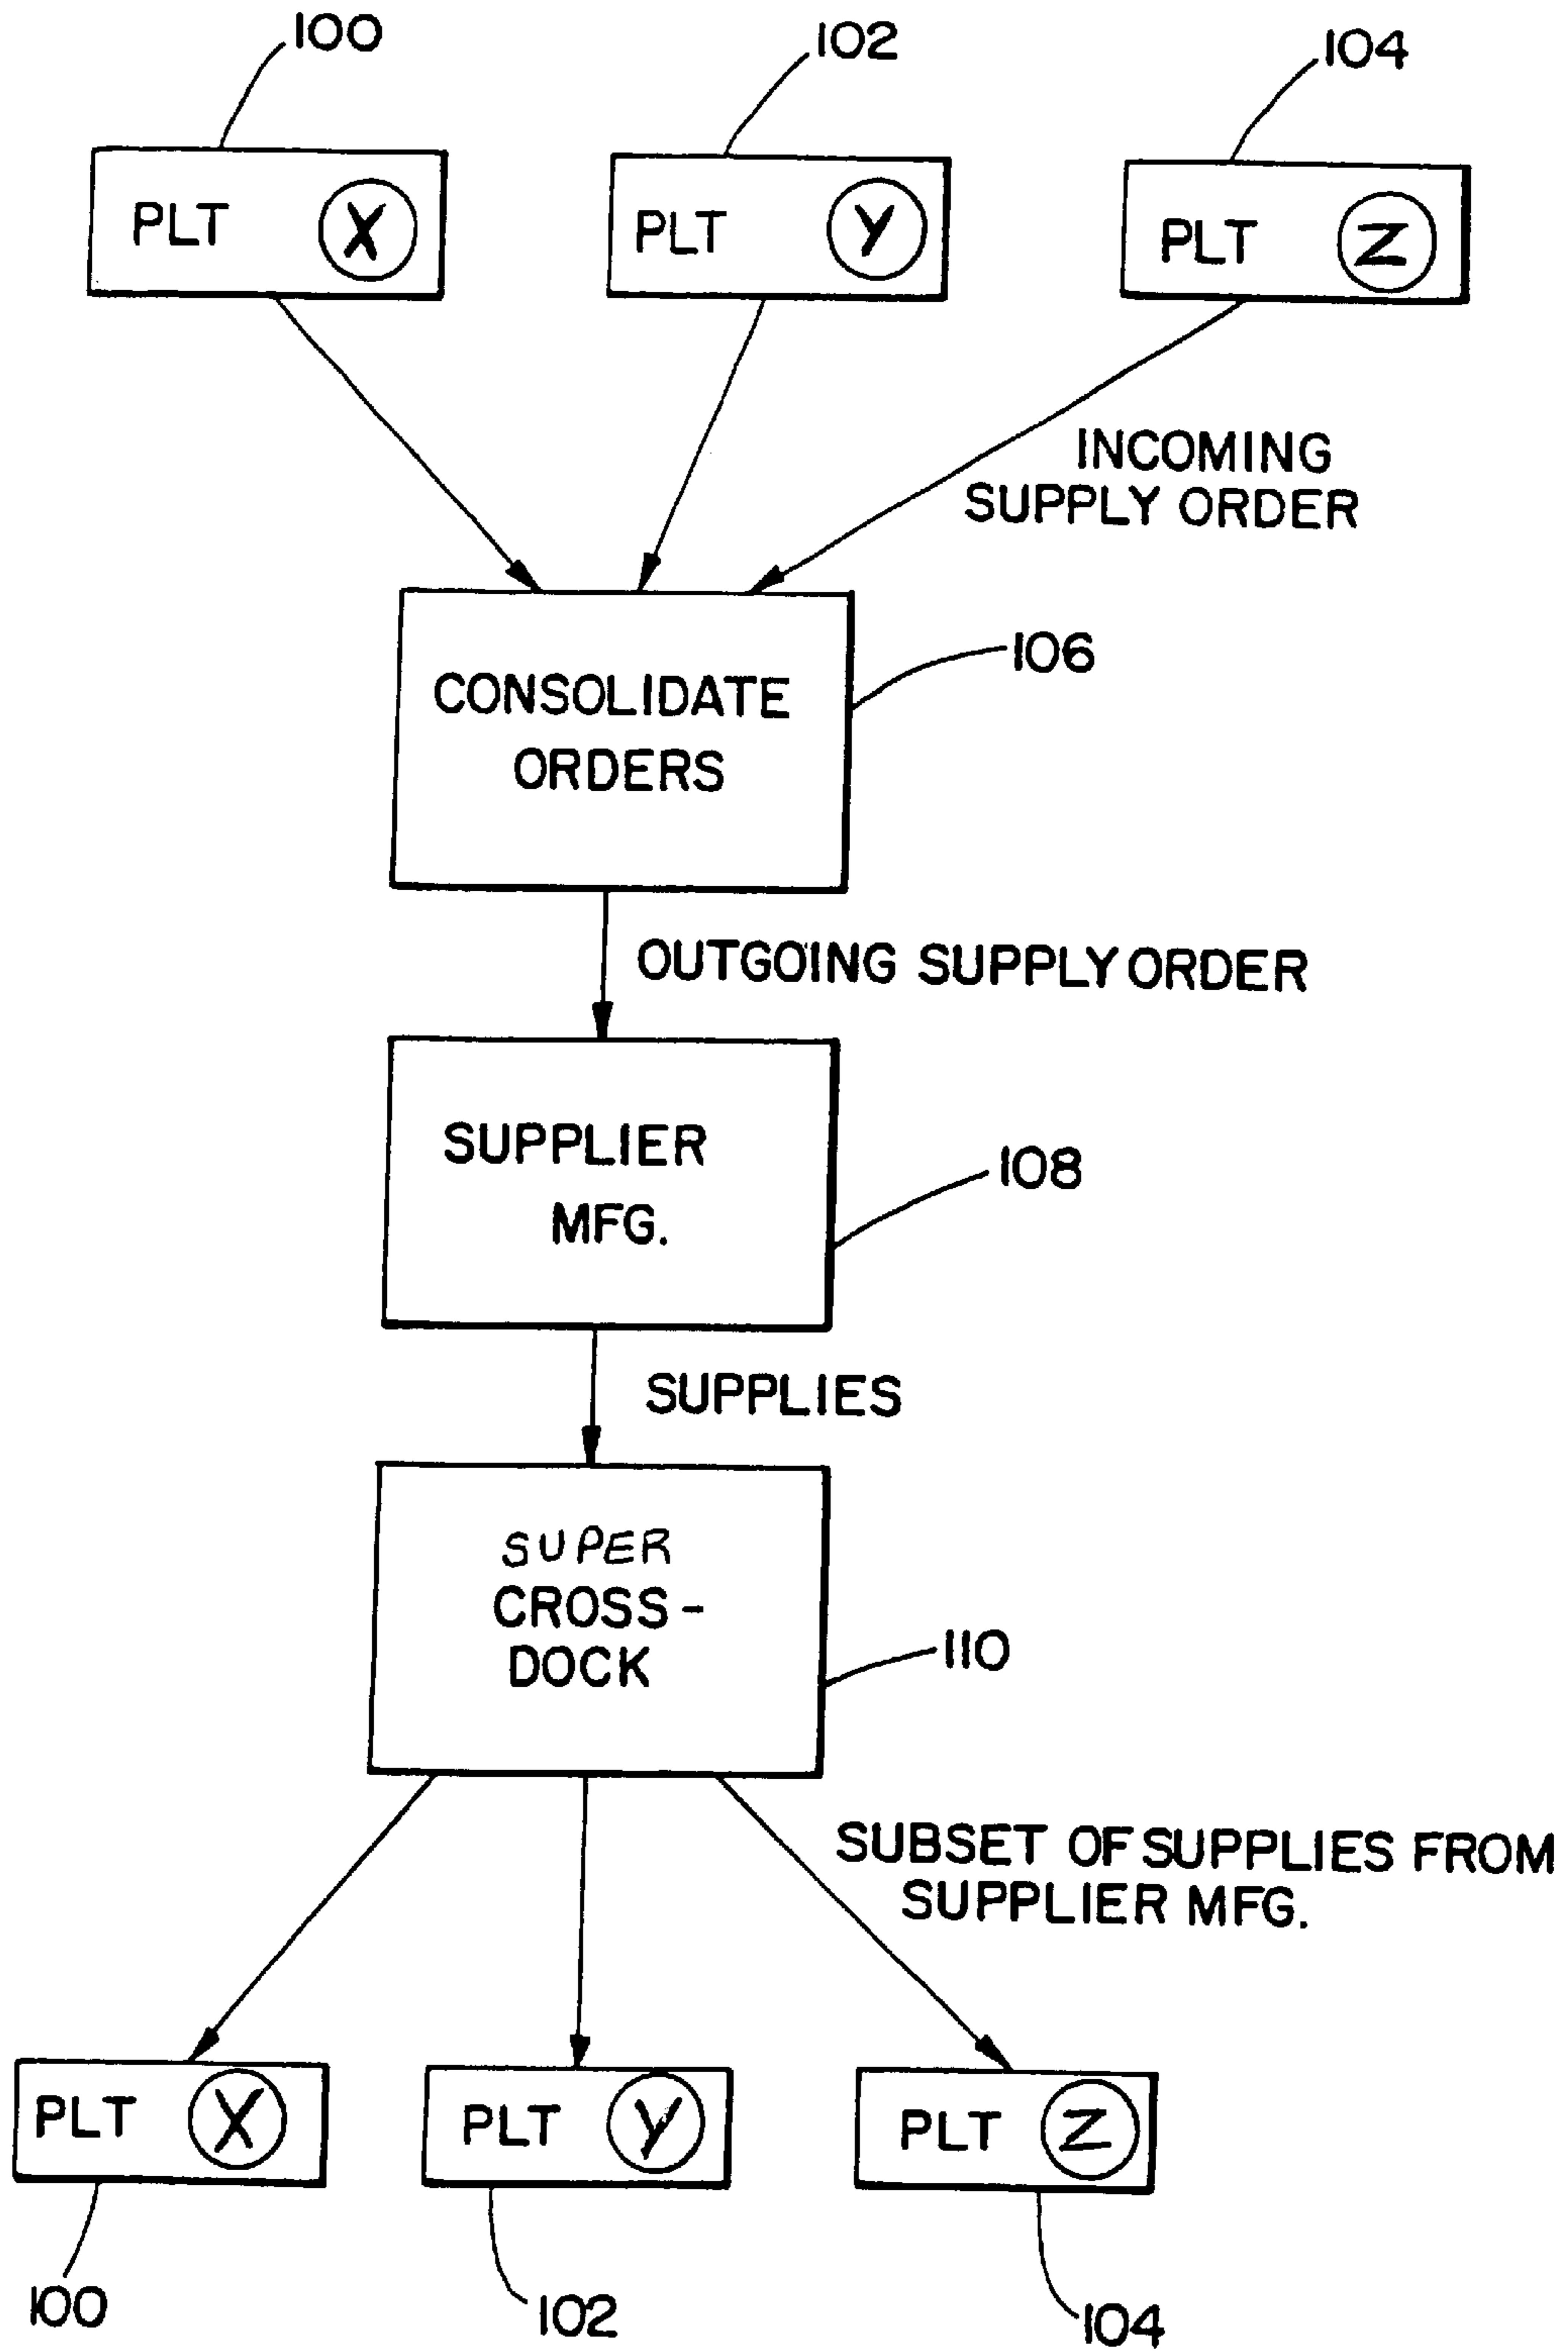 100
102
104
PLT X
PLT Y
PLT Z
INCOMING
SUPPLY ORDER
CONSOLIDATE
ORDERS
106
OUTGOING SUPPLY ORDER
SUPPLIER
MFG.
108
SUPPLIES
SUPER
CROSS-
DOCK
110
SUBSET OF SUPPLIES FROM
SUPPLIER MFG.
PLT X
PLT Y
PLT Z
100
102
104